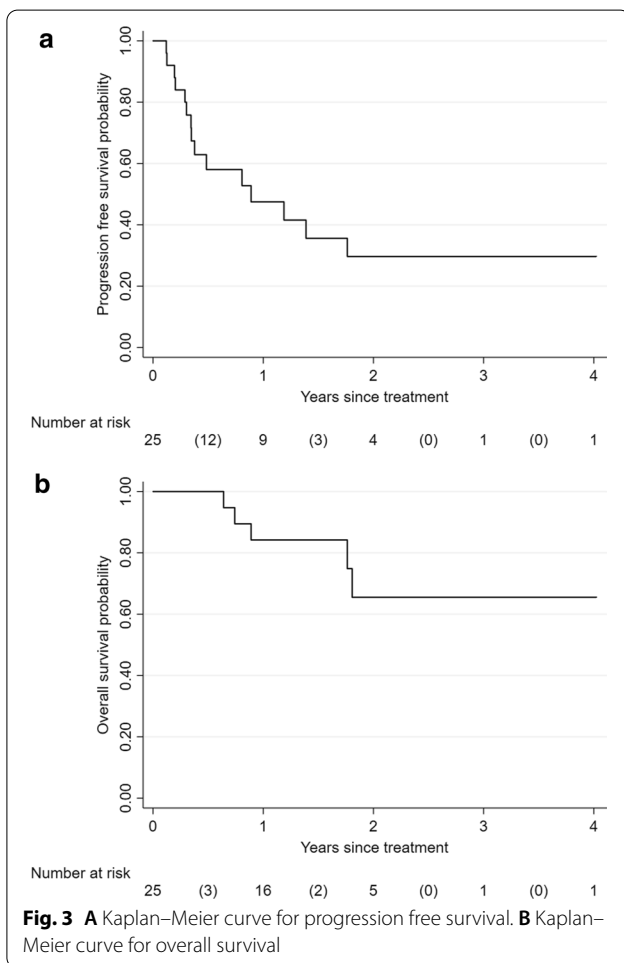 a
Progression free survival probability
1.00
0.80
0.60
0.40
0.20
0.00
0 1 2 3 4
Years since treatment
Number at risk
25 (12) 9 (3) 4 (0) 1 (0) 1
b
Overall survival probability
1.00
0.80
0.60
0.40
0.20
0.00
0 1 2 3 4
Years since treatment
Number at risk
25 (3) 16 (2) 5 (0) 1 (0) 1
Fig. 3 A Kaplan–Meier curve for progression free survival. B Kaplan–
Meier curve for overall survival